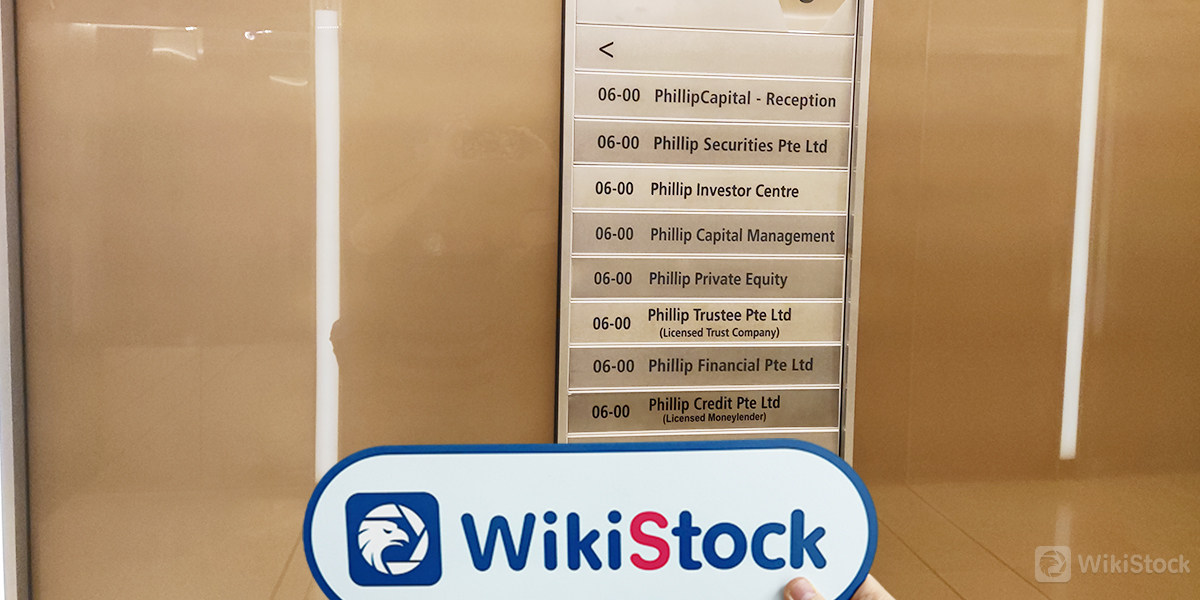 <
06-00 PhillipCapital - Reception
06-00 Phillip Securities Pte Ltd
06-00 Phillip Investor Centre
06-00 Phillip Capital Management
06-00 Phillip Private Equity
06-00 Phillip Trustee Pte Ltd
(Licensed Trust Company)
06-00 Phillip Financial Pte Ltd
06-00 Phillip Credit Pte Ltd
(Licensed Moneylender)
WikiStock
WikiStock